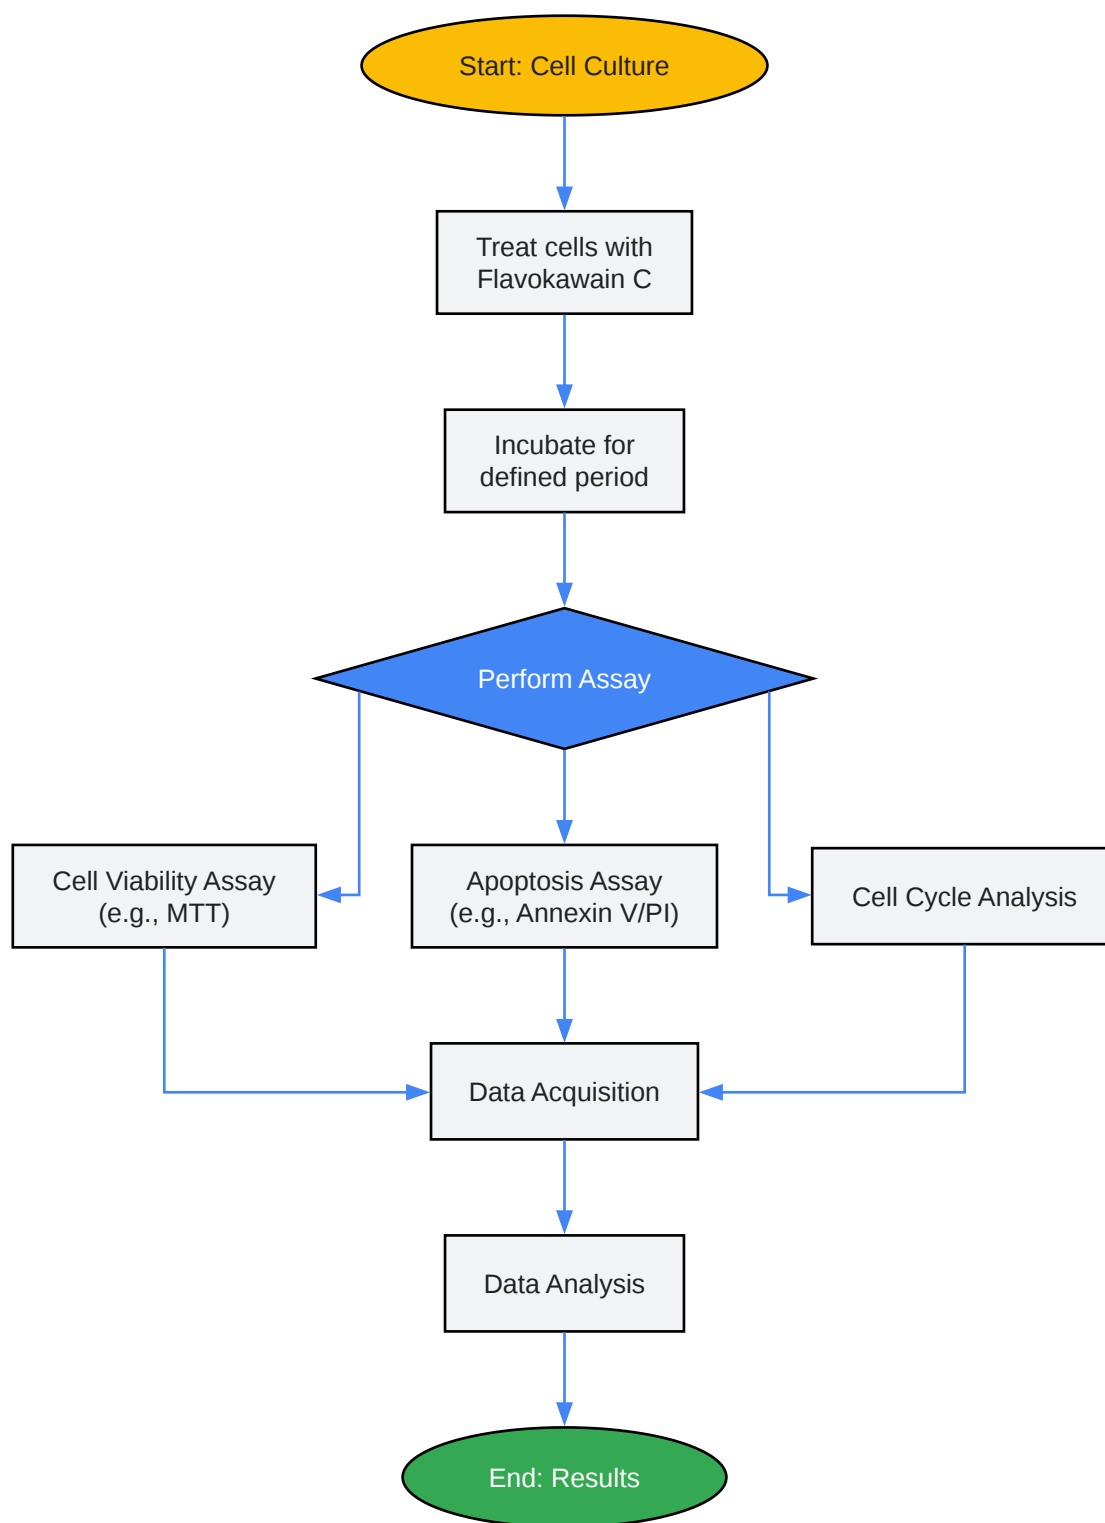 Start: Cell Culture
Treat cells with
Flavokawain C
Incubate for
defined period
Perform Assay
Cell Viability Assay
(e.g., MTT)
Apoptosis Assay
(e.g., Annexin V/PI)
Cell Cycle Analysis
Data Acquisition
Data Analysis
End: Results